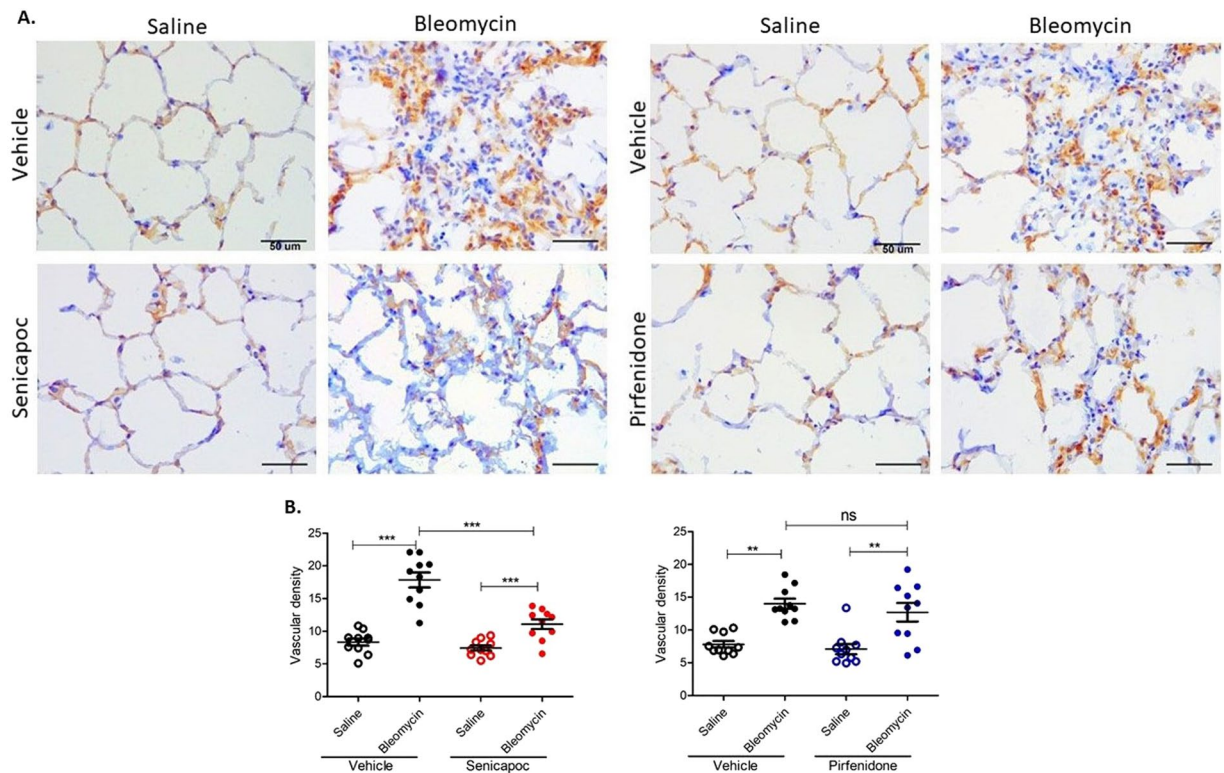 A.
Saline
Bleomycin
Saline
Bleomycin
Vehicle
50 um
Vehicle
50 um
Senicapoc
Pirfenidone
B.
Vascular density
25
20
15
10
5
0
***
***
***
Saline
Bleomycin
Saline
Bleomycin
Vehicle
Senicapoc
Vascular density
25
20
15
10
5
0
ns
**
**
Saline
Bleomycin
Saline
Bleomycin
Vehicle
Pirfenidone